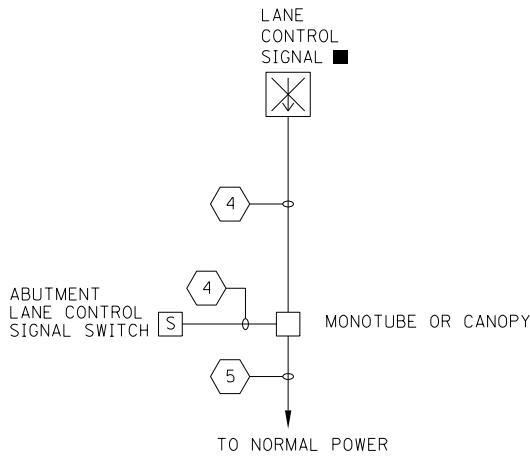 LANE
CONTROL
SIGNAL
4
4
ABUTMENT
LANE CONTROL
SIGNAL SWITCH
S
MONOTUBE OR CANOPY
5
TO NORMAL POWER